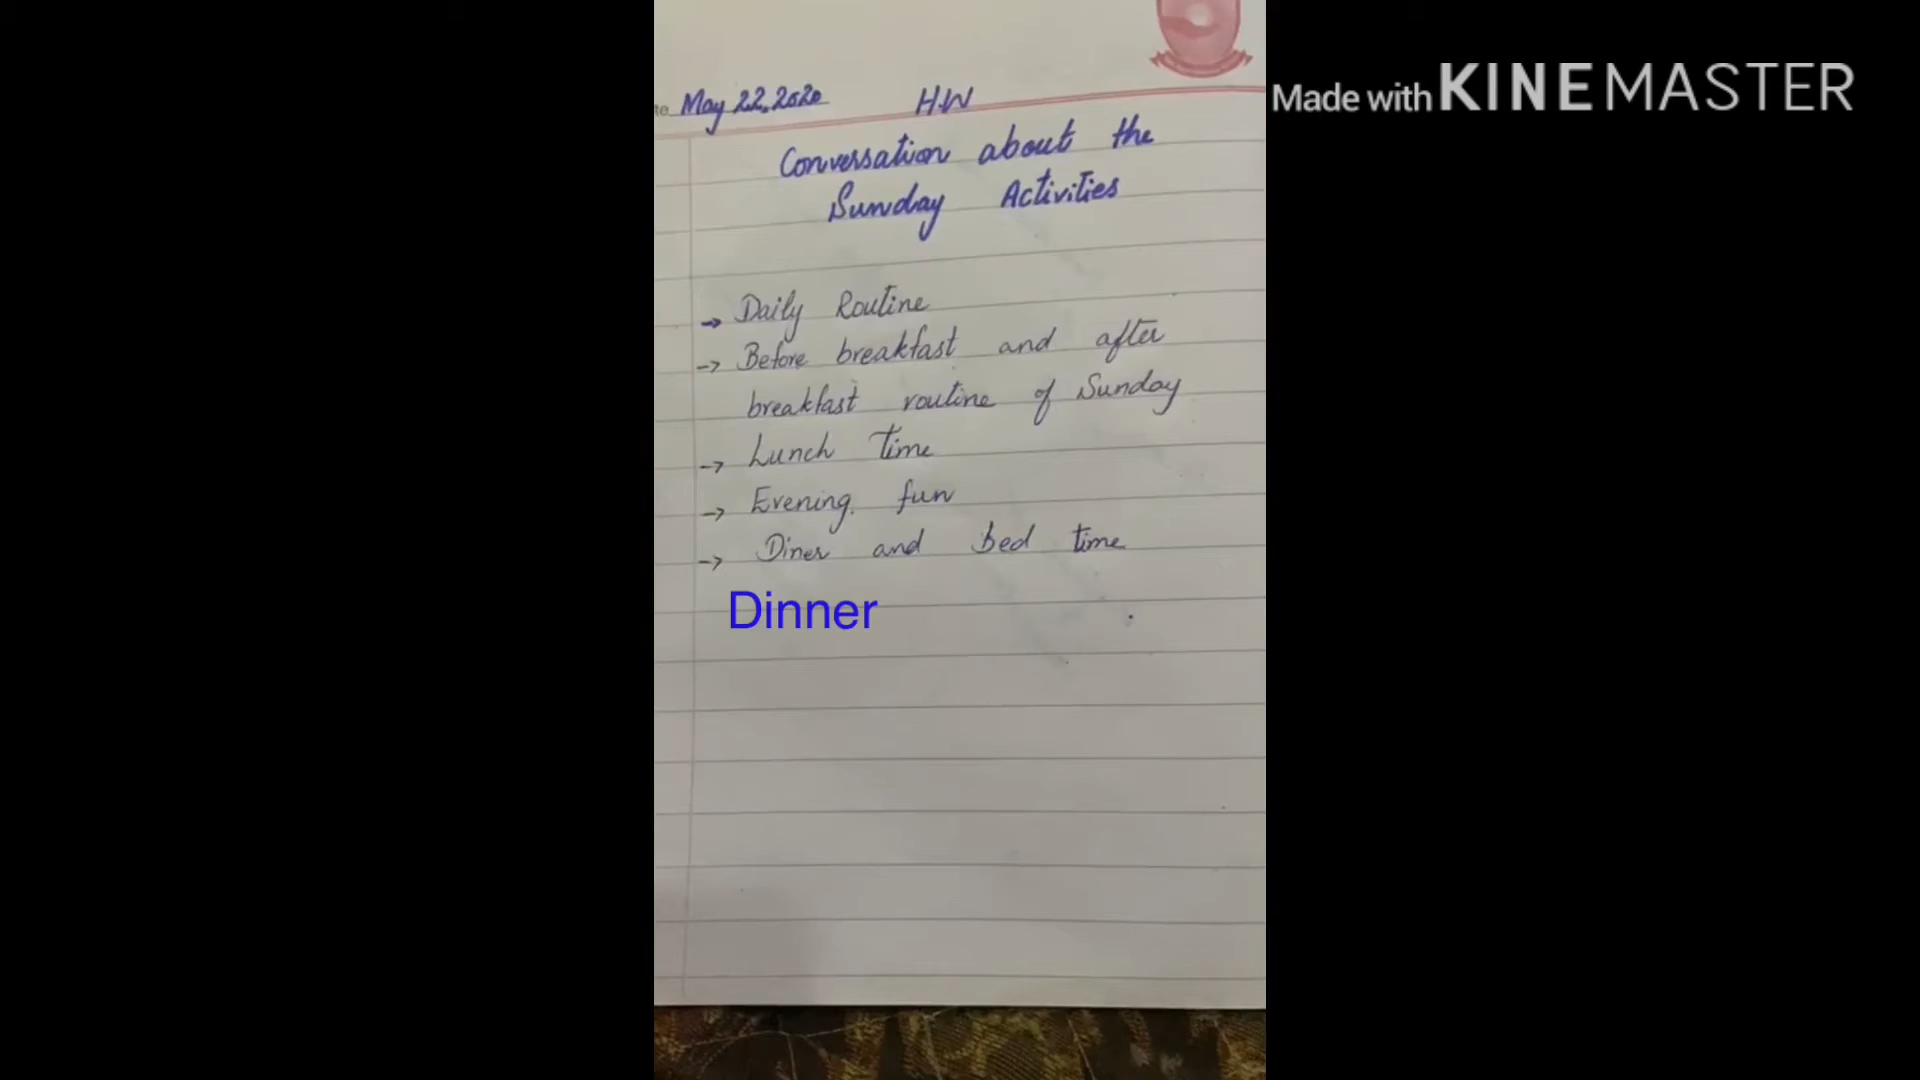 Made with KINEMASTER
te May 22, 2020 H.W
Conversation about the
Sunday Activities
→ Daily Routine
→ Before breakfast and after
breakfast routine of Sunday
→ Lunch Time
→ Evening fun
→ Diner and Bed time
Dinner